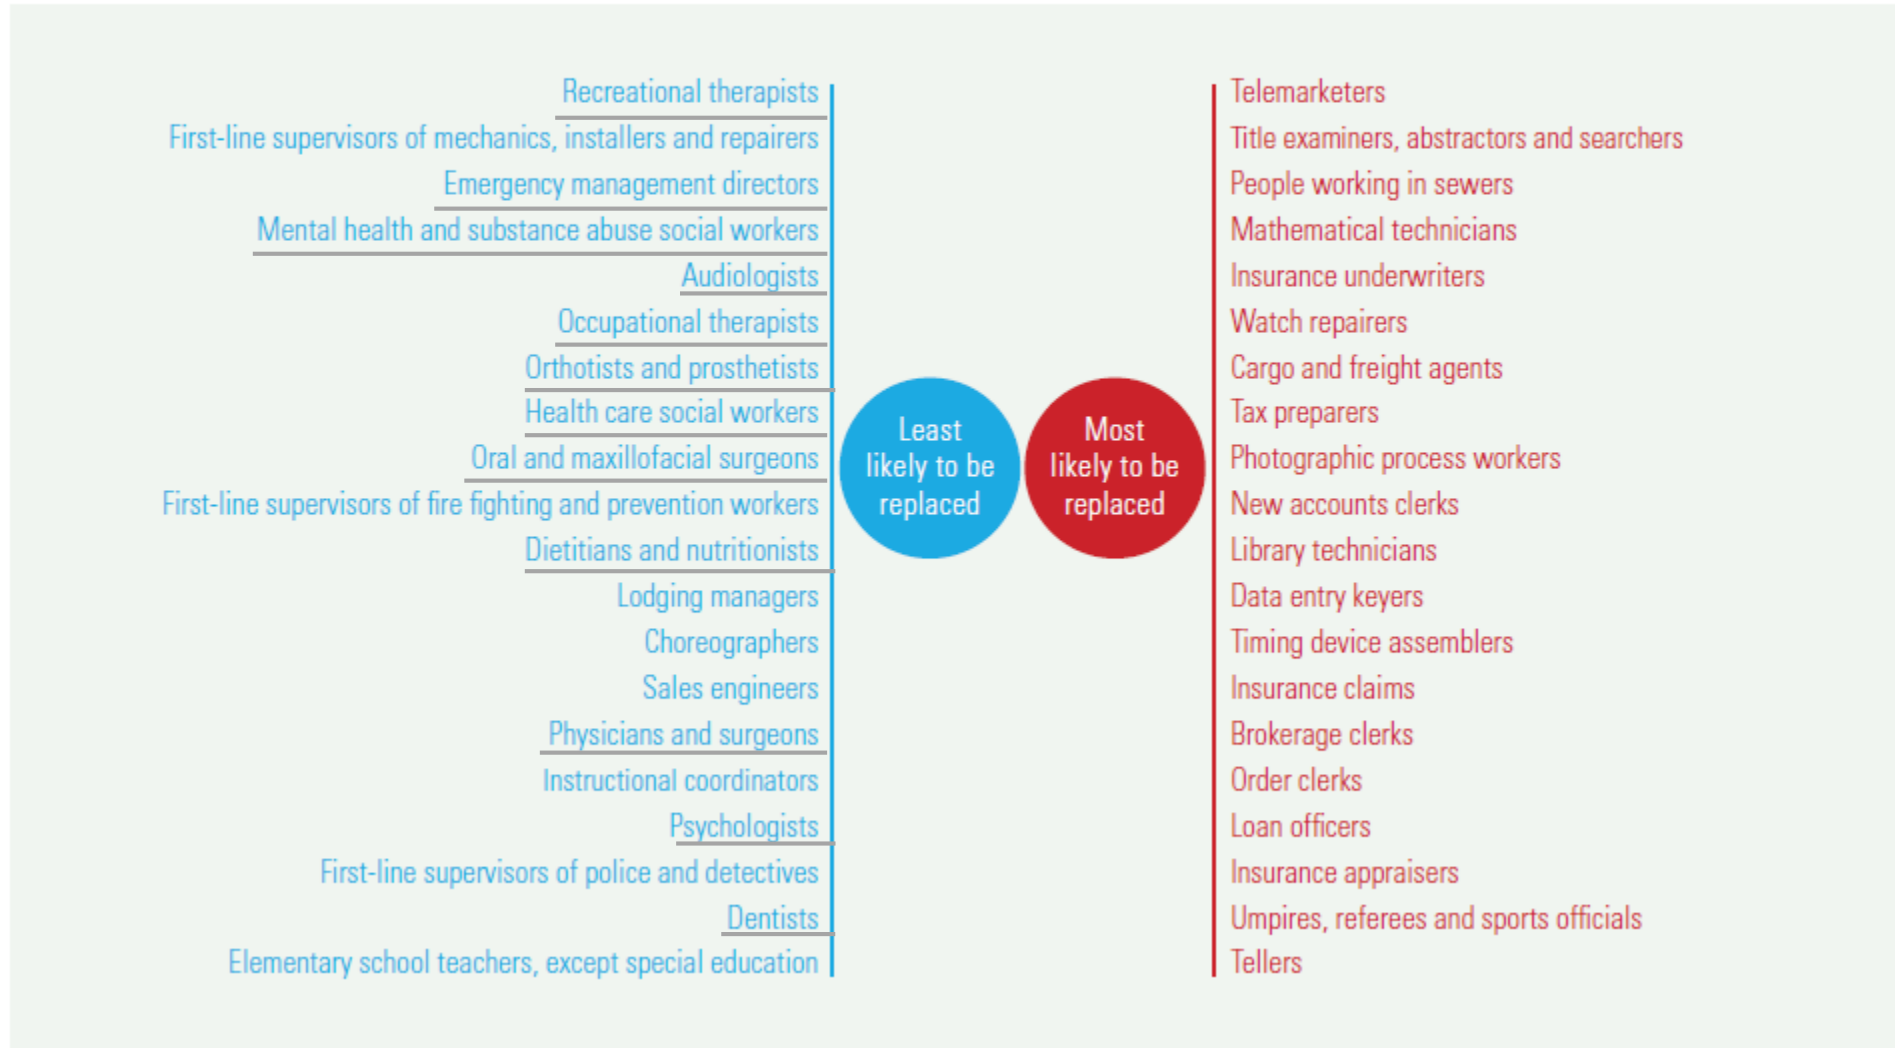 Recreational therapists
First-line supervisors of mechanics, installers and repairers
Emergency management directors
Mental health and substance abuse social workers
Audiologists
Occupational therapists
Orthotists and prosthetists
Health care social workers
Oral and maxillofacial surgeons
First-line supervisors of fire fighting and prevention workers
Dietitians and nutritionists
Lodging managers
Choreographers
Sales engineers
Physicians and surgeons
Instructional coordinators
Psychologists
First-line supervisors of police and detectives
Dentists
Elementary school teachers, except special education
Least
likely to be
replaced
Most
likely to be
replaced
Telemarketers
Title examiners, abstractors and searchers
People working in sewers
Mathematical technicians
Insurance underwriters
Watch repairers
Cargo and freight agents
Tax preparers
Photographic process workers
New accounts clerks
Library technicians
Data entry keyers
Timing device assemblers
Insurance claims
Brokerage clerks
Order clerks
Loan officers
Insurance appraisers
Umpires, referees and sports officials
Tellers